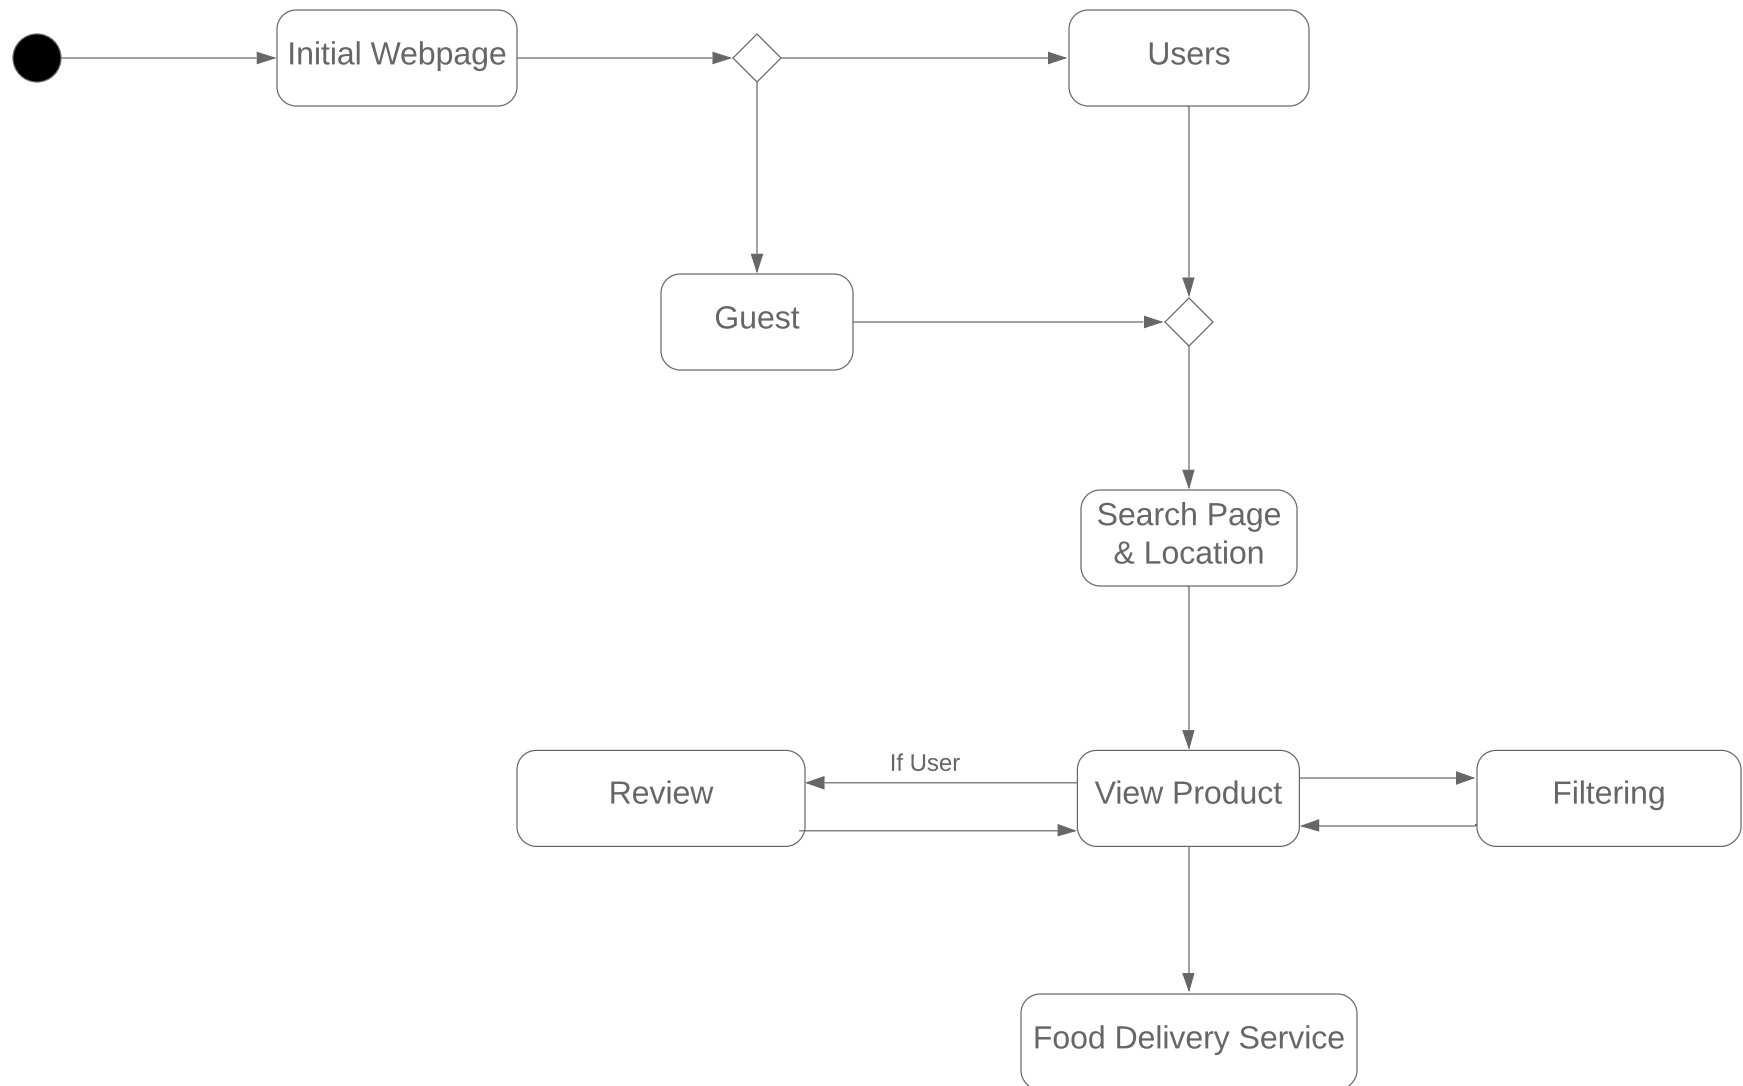 Initial Webpage
Users
Guest
Search Page
& Location
If User
Review
View Product
Filtering
Food Delivery Service